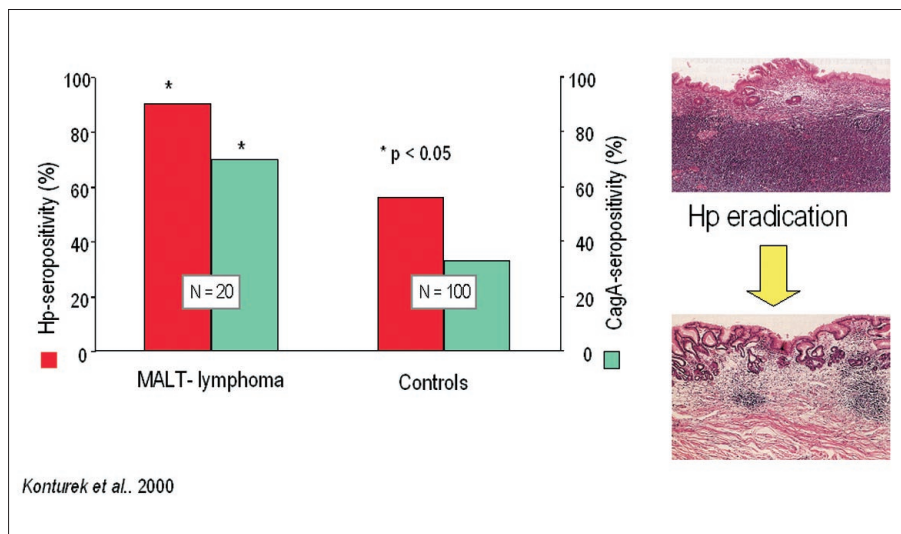 100
80
60
40
20
0
Hp-seropositivity (%)
*
*
* p < 0.05
N = 20
N = 100
MALT- lymphoma
Controls
100
80
60
40
20
0
CagA-seropositivity (%)
Hp eradication
Konturek et al.. 2000